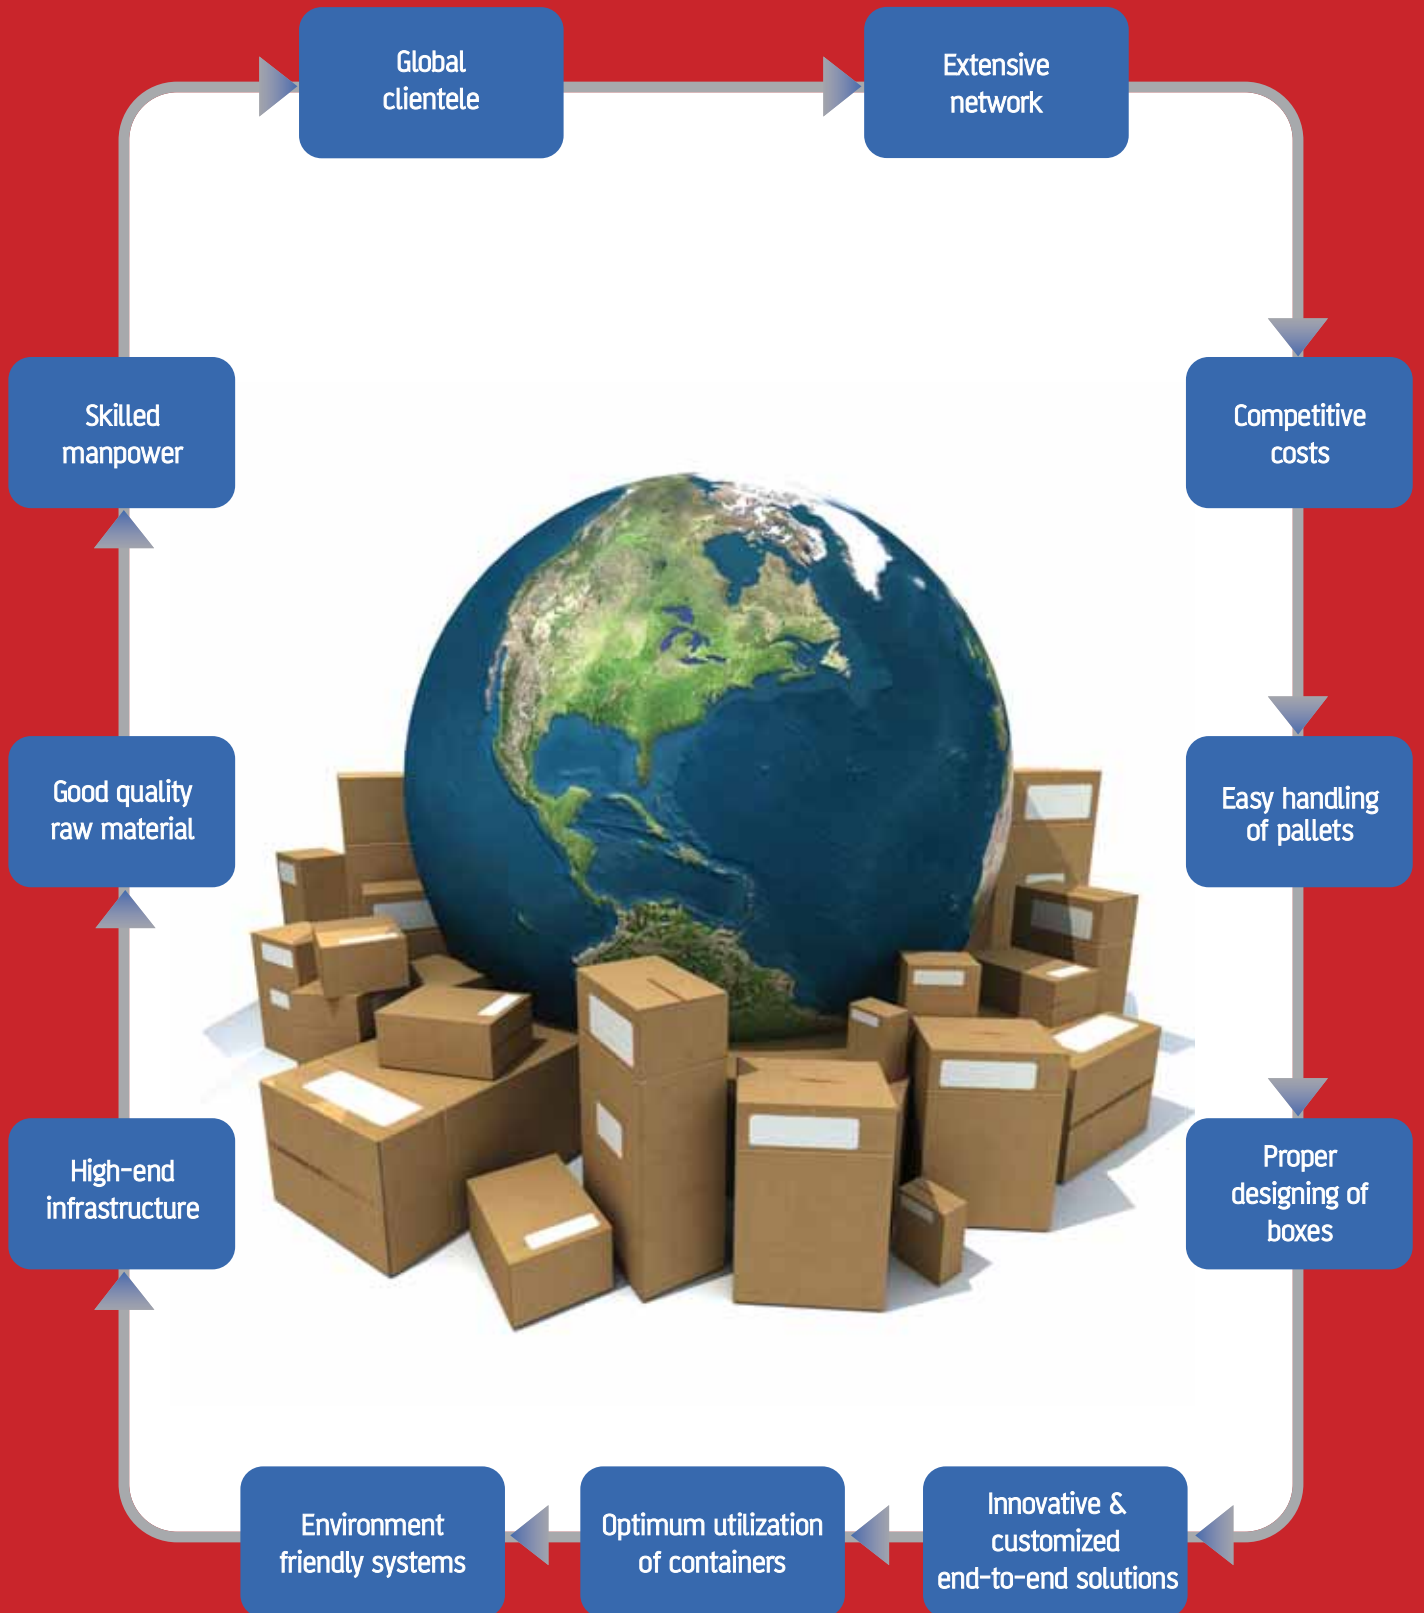 Global
clientele
Extensive
network
Competitive
costs
Easy handling
of pallets
Proper
designing of
boxes
Innovative &
customized
end-to-end solutions
Optimum utilization
of containers
Environment
friendly systems
High-end
infrastructure
Good quality
raw material
Skilled
manpower